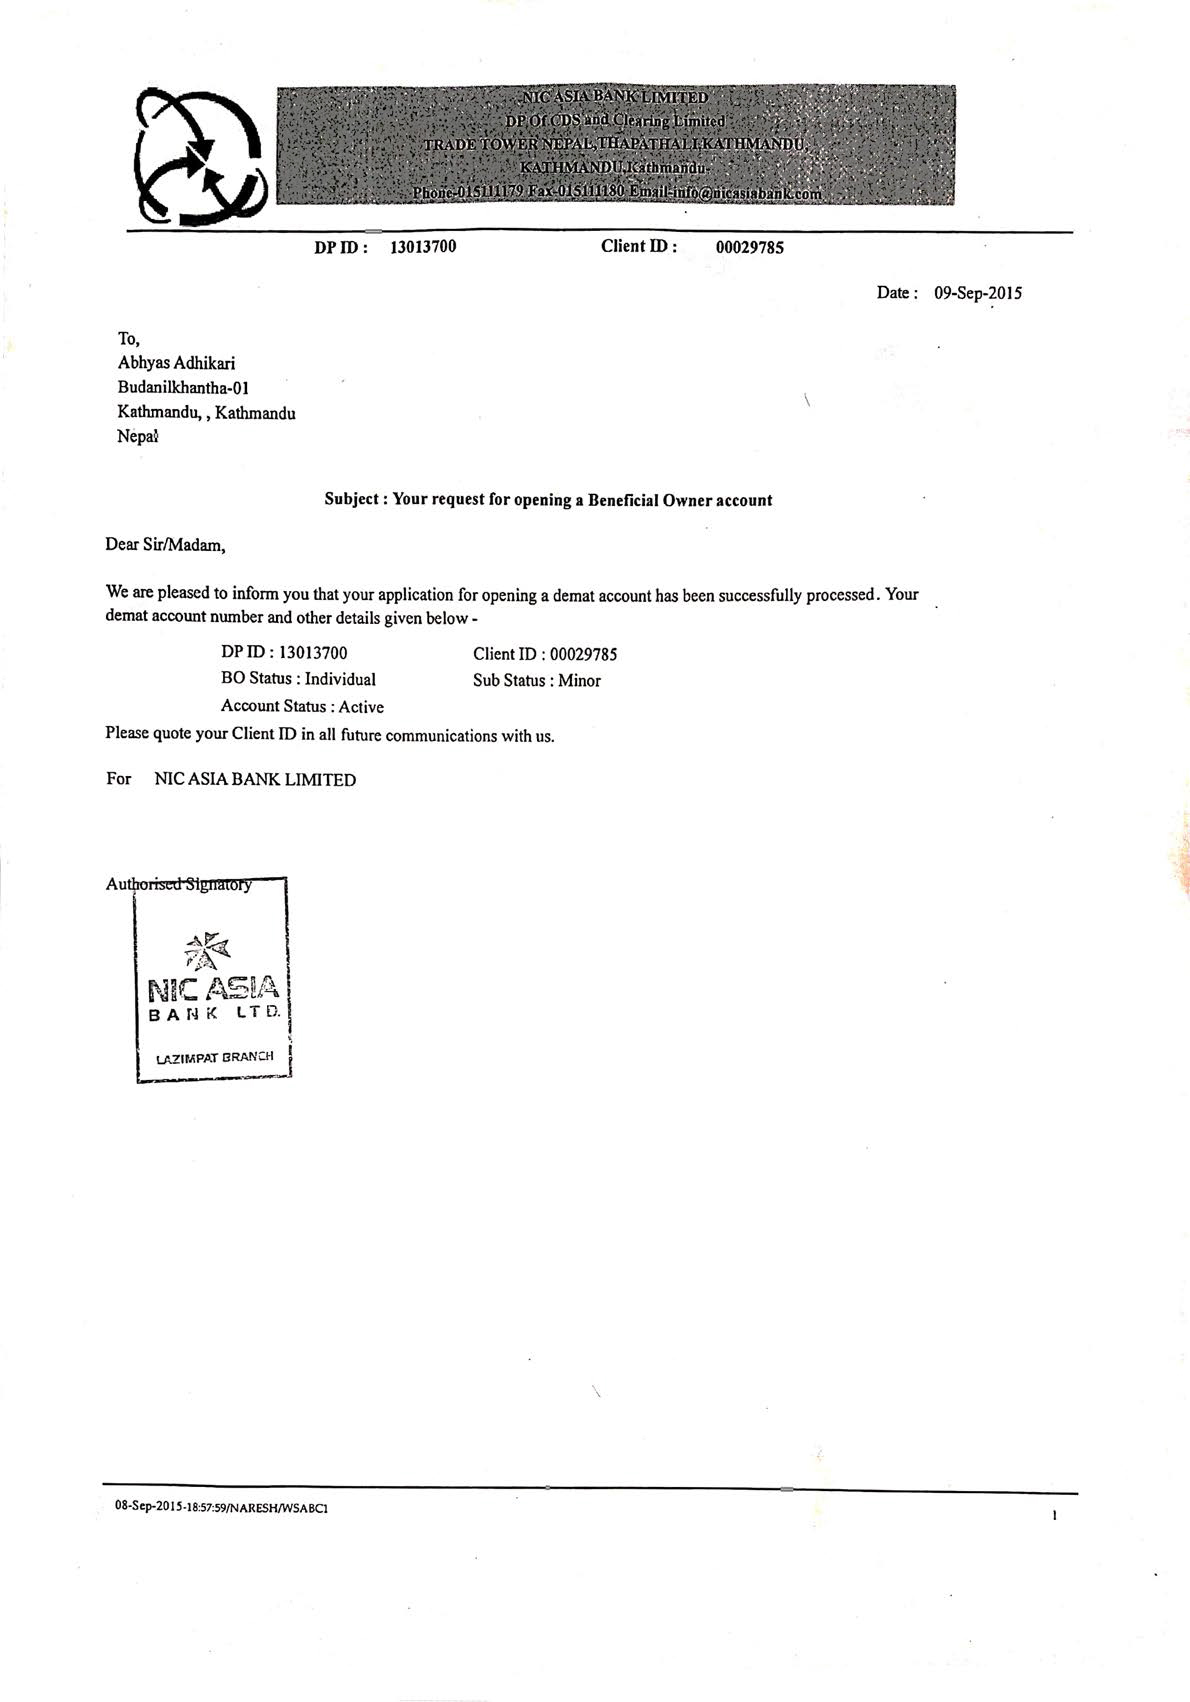 NIC ASIA BANK LIMITED
DP Of CDS and Clearing Limited
TRADE TOWER NEPAL,THAPATHALI,KATHMANDU,
KATHMANDU,Kathmandu-
Phone-015111179 Fax-015111180 Email-info@nicasiabank.com
DP ID : 13013700 Client ID : 00029785
Date : 09-Sep-2015
To,
Abhyas Adhikari
Budanilkhantha-01
Kathmandu, , Kathmandu
Nepal
Subject : Your request for opening a Beneficial Owner account
Dear Sir/Madam,
We are pleased to inform you that your application for opening a demat account has been successfully processed. Your
demat account number and other details given below -
DP ID : 13013700 Client ID : 00029785
BO Status : Individual Sub Status : Minor
Account Status : Active
Please quote your Client ID in all future communications with us.
For NIC ASIA BANK LIMITED
Authorised Signatory
NIC ASIA
BANK LTD.
LAZIMPAT BRANCH
08-Sep-2015-18:57:59/NARESH/WSABC1
1